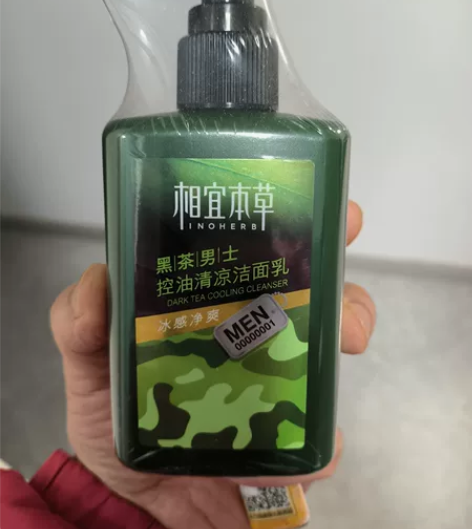 相宜本草
INOHERB
黑|茶|男|士
控油清凉洁面乳
DARK TEA COOLING CLEANSER
冰感净爽
MEN
00000001